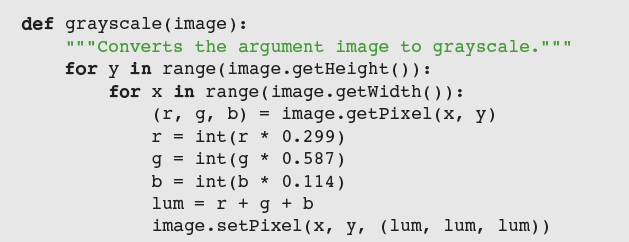 def grayscale(image):
    """Converts the argument image to grayscale."""
    for y in range(image.getHeight()):
        for x in range(image.getWidth()):
            (r, g, b) = image.getPixel(x, y)
            r = int(r * 0.299)
            g = int(g * 0.587)
            b = int(b * 0.114)
            lum = r + g + b
            image.setPixel(x, y, (lum, lum, lum))